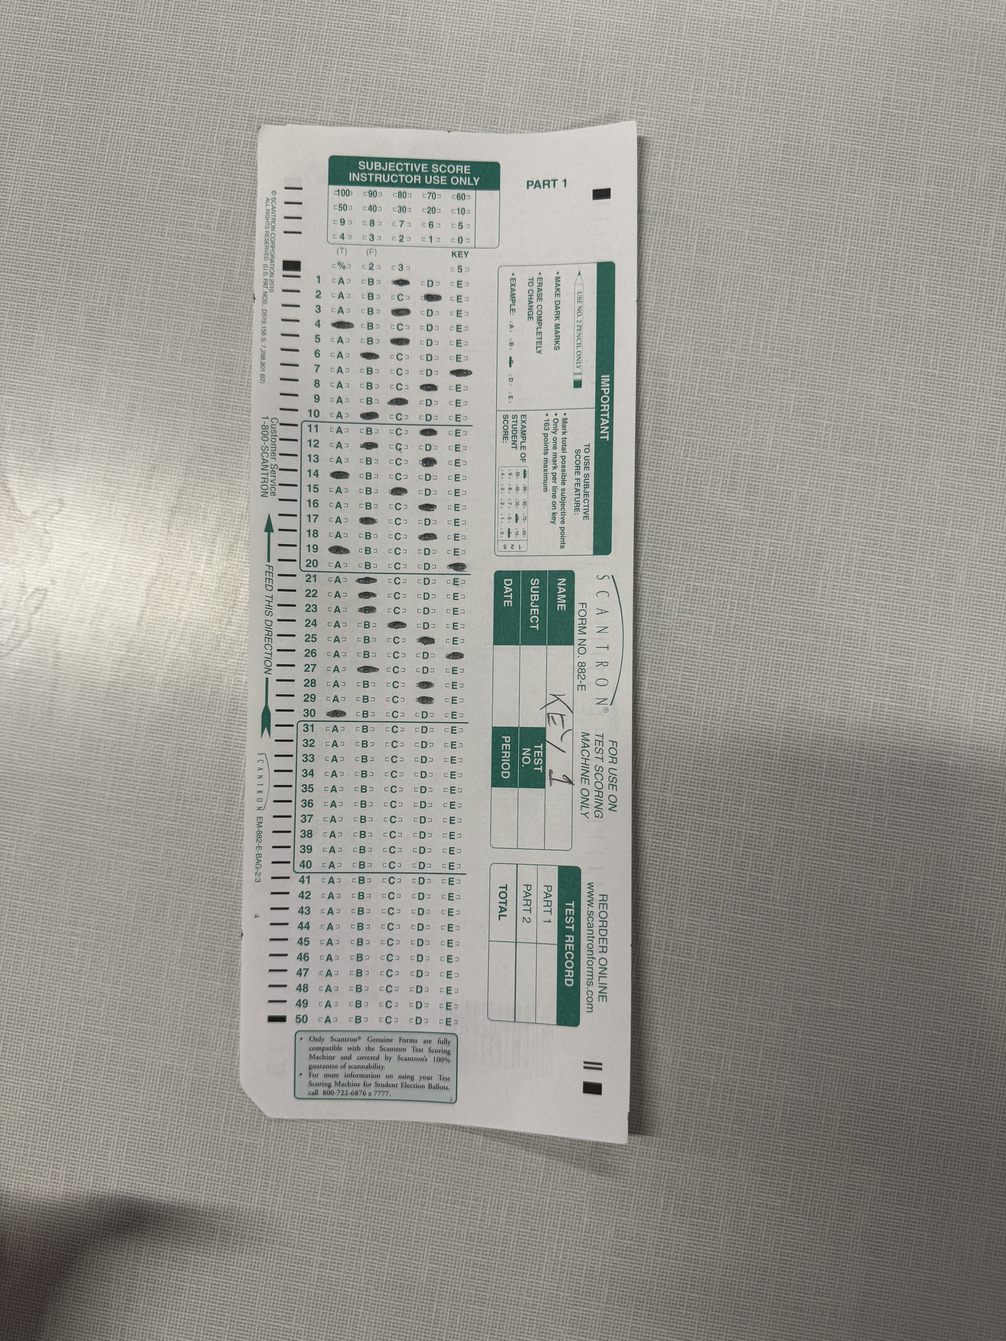 SUBJECTIVE SCORE
INSTRUCTOR USE ONLY
100 90 80 70 60
50 40 30 20 10
9 8 7 6 5
4 3 2 1 0
(T) (F) KEY
% 2 3 5
1 A B D E
2 A B C E
3 A B D E
4 B C D E
5 A B D E
6 A C D E
7 A B C D
8 A B C E
9 A B D E
10 A C D E
11 A B C E
12 A C D E
13 A B C E
14 B C D E
15 A B D E
16 A B C E
17 A C D E
18 A B C E
19 B C D E
20 A B C D
21 A C D E
22 A C D E
23 A C D E
24 A B D E
25 A B C E
26 A B C D
27 A C D E
28 A B C E
29 A B C E
30 B C D E
31 A B C D E
32 A B C D E
33 A B C D E
34 A B C D E
35 A B C D E
36 A B C D E
37 A B C D E
38 A B C D E
39 A B C D E
40 A B C D E
41 A B C D E
42 A B C D E
43 A B C D E
44 A B C D E
45 A B C D E
46 A B C D E
47 A B C D E
48 A B C D E
49 A B C D E
50 A B C D E
• Only Scantron® Genuine Forms are fully
compatible with the Scantron Test Scoring
Machine and covered by Scantron's 100%
guarantee of scannability.
• For more information on using your Test
Scoring Machine for Student Election Ballots,
call 800-722-6876 x 7777.
PART 1
IMPORTANT
USE NO. 2 PENCIL ONLY
• MAKE DARK MARKS
• ERASE COMPLETELY
TO CHANGE
• EXAMPLE: A B D E
TO USE SUBJECTIVE
SCORE FEATURE:
• Mark total possible subjective points
• Only one mark per line on key
• 163 points maximum
EXAMPLE OF
STUDENT
SCORE:
SCANTRON®
FORM NO. 882-E
FOR USE ON
TEST SCORING
MACHINE ONLY
NAME KEY 1
SUBJECT
TEST
NO.
DATE
PERIOD
REORDER ONLINE
www.scantronforms.com
TEST RECORD
PART 1
PART 2
TOTAL
Customer Service
1-800-SCANTRON
FEED THIS DIRECTION
SCANTRON EM-882-E-BAG-2:3
4
© SCANTRON CORPORATION 2010
ALL RIGHTS RESERVED.